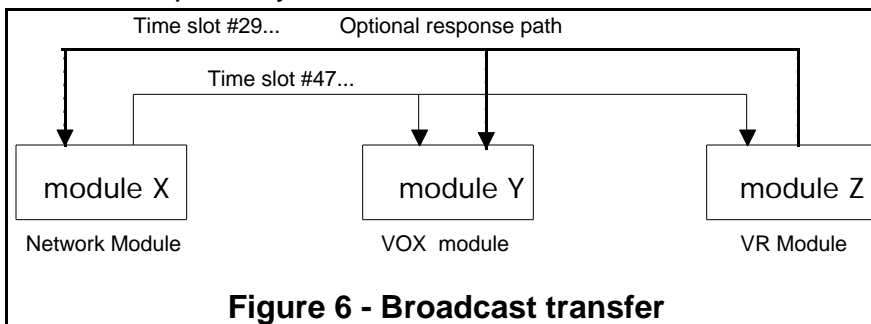 Time slot #29... Optional response path
Time slot #47...
module X module Y module Z
Network Module VOX module VR Module
Figure 6 - Broadcast transfer